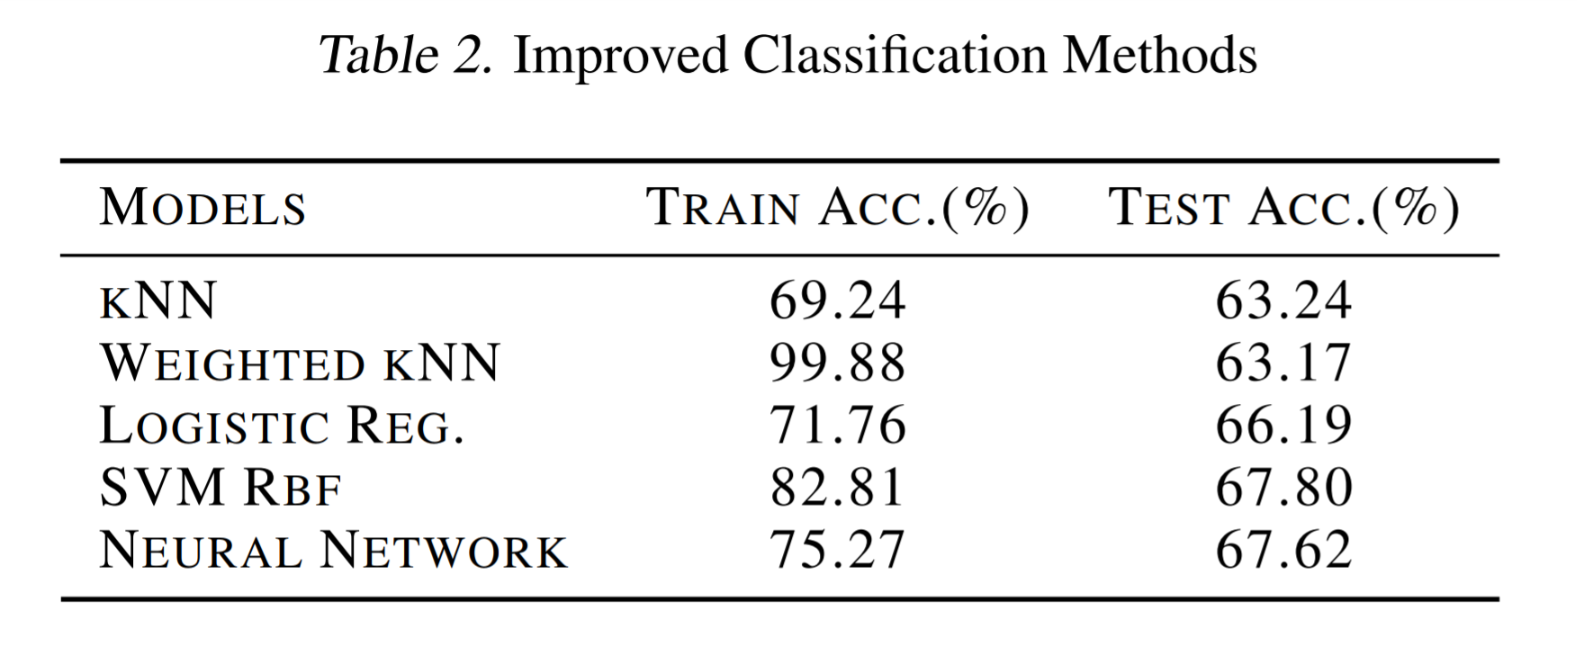 Table 2. Improved Classification Methods
MODELS TRAIN ACC.(%) TEST ACC.(%)
KNN 69.24 63.24
WEIGHTED KNN 99.88 63.17
LOGISTIC REG. 71.76 66.19
SVM RBF 82.81 67.80
NEURAL NETWORK 75.27 67.62